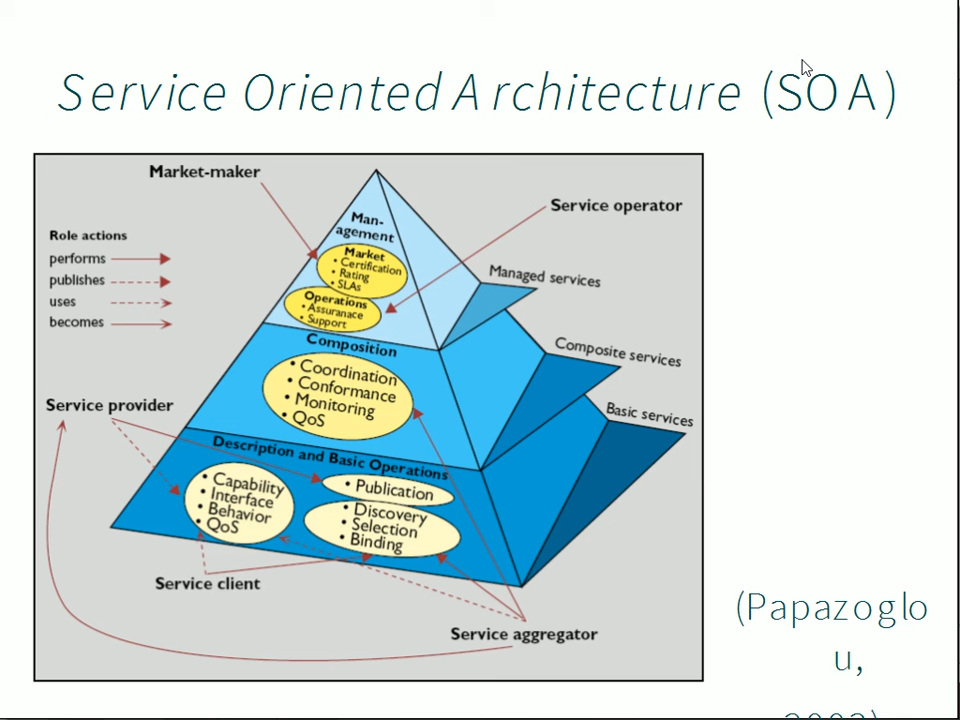 Service Oriented Architecture (SOA)
Market-maker
Service operator
Role actions
performs
publishes
uses
becomes
Man-
agement
Market
• Certification
• Rating
• SLAs
Operations
• Assuranace
• Support
Managed services
Composition
• Coordination
• Conformance
• Monitoring
• QoS
Composite services
Service provider
Basic services
Description and Basic Operations
• Capability
• Interface
• Behavior
• QoS
• Publication
• Discovery
• Selection
• Binding
Service client
Service aggregator
(Papazoglo
u,